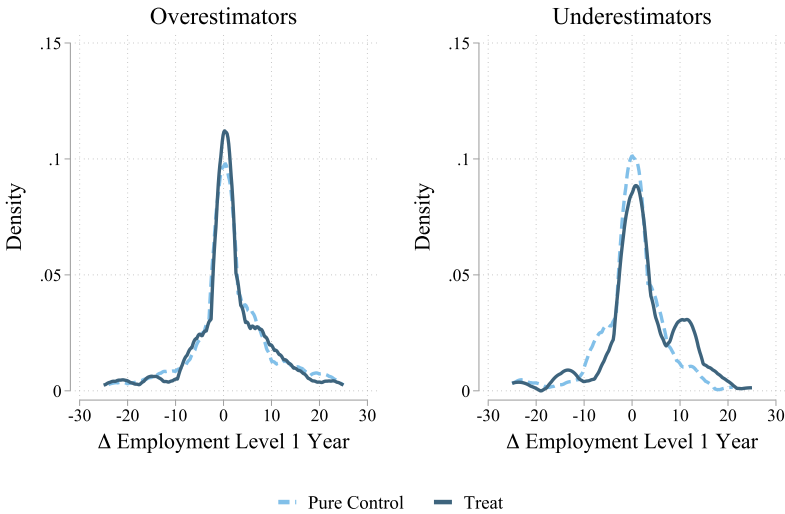 Overestimators
.15
.1
.05
0
Density
-30 -20 -10 0 10 20 30
Δ Employment Level 1 Year
Underestimators
.15
.1
.05
0
Density
-30 -20 -10 0 10 20 30
Δ Employment Level 1 Year
Pure Control Treat